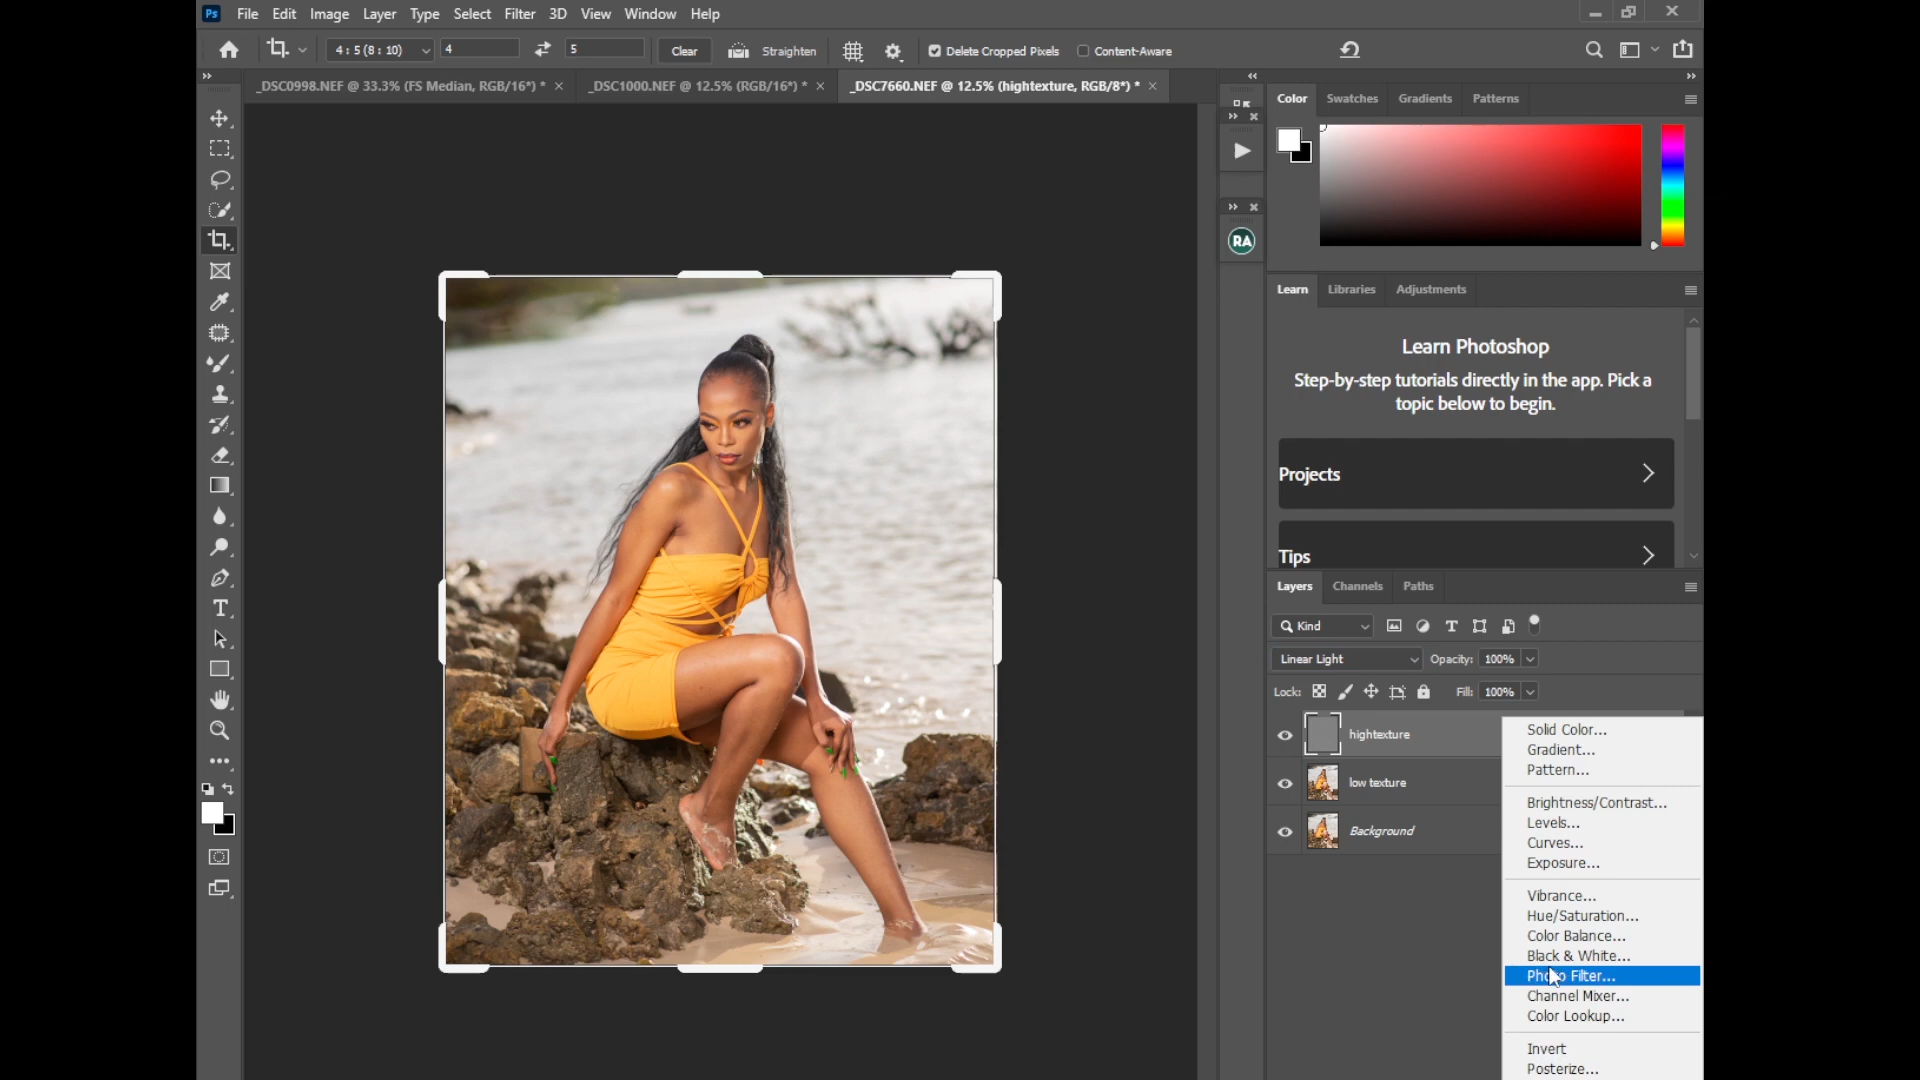 Ps File Edit Image Layer Type Select Filter 3D View Window Help
4 : 5 (8 : 10) 4 5 Clear Straighten Delete Cropped Pixels Content-Aware
_DSC0998.NEF @ 33.3% (FS Median, RGB/16*) * × _DSC1000.NEF @ 12.5% (RGB/16*) * × _DSC7660.NEF @ 12.5% (hightexture, RGB/8*) * ×
Color Swatches Gradients Patterns
RA
Learn Libraries Adjustments
Learn Photoshop
Step-by-step tutorials directly in the app. Pick a
topic below to begin.
Projects
Tips
Layers Channels Paths
Kind
Linear Light Opacity: 100%
Lock: Fill: 100%
hightexture
low texture
Background
Solid Color...
Gradient...
Pattern...
Brightness/Contrast...
Levels...
Curves...
Exposure...
Vibrance...
Hue/Saturation...
Color Balance...
Black & White...
Photo Filter...
Channel Mixer...
Color Lookup...
Invert
Posterize...